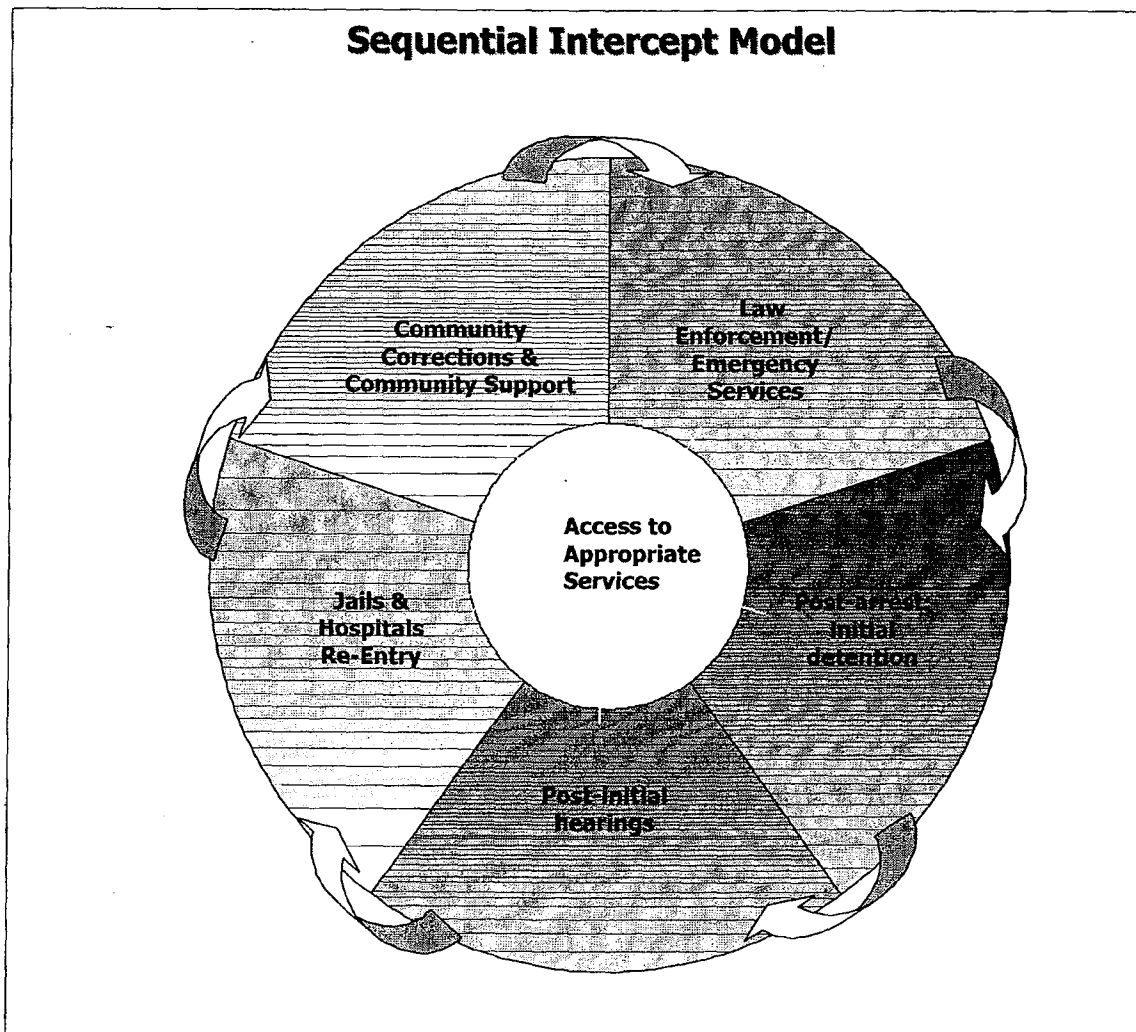 Sequential Intercept Model
Community
Corrections &
Community Support
Law
Enforcement/
Emergency
Services
Access to
Appropriate
Services
Jails &
Hospitals
Re-Entry
Post-arrest:
initial
detention
Post-initial
hearings